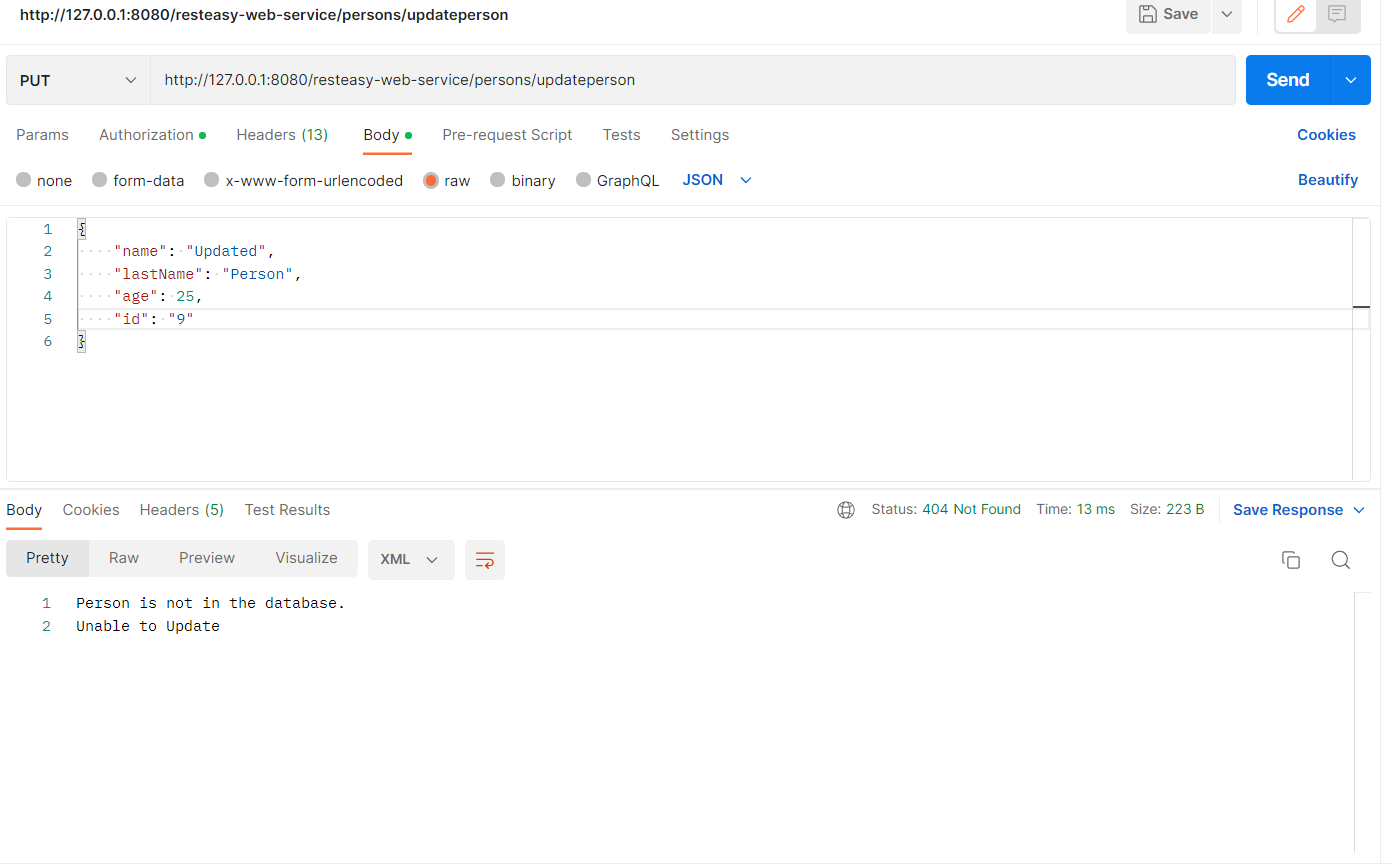 http://127.0.0.1:8080/resteasy-web-service/persons/updateperson
Save
PUT
http://127.0.0.1:8080/resteasy-web-service/persons/updateperson
Send
Params Authorization Headers (13) Body Pre-request Script Tests Settings Cookies
none form-data x-www-form-urlencoded raw binary GraphQL JSON Beautify
1 {
2 "name": "Updated",
3 "lastName": "Person",
4 "age": 25,
5 "id": "9"
6 }
Body Cookies Headers (5) Test Results Status: 404 Not Found Time: 13 ms Size: 223 B Save Response
Pretty Raw Preview Visualize XML
1 Person is not in the database.
2 Unable to Update